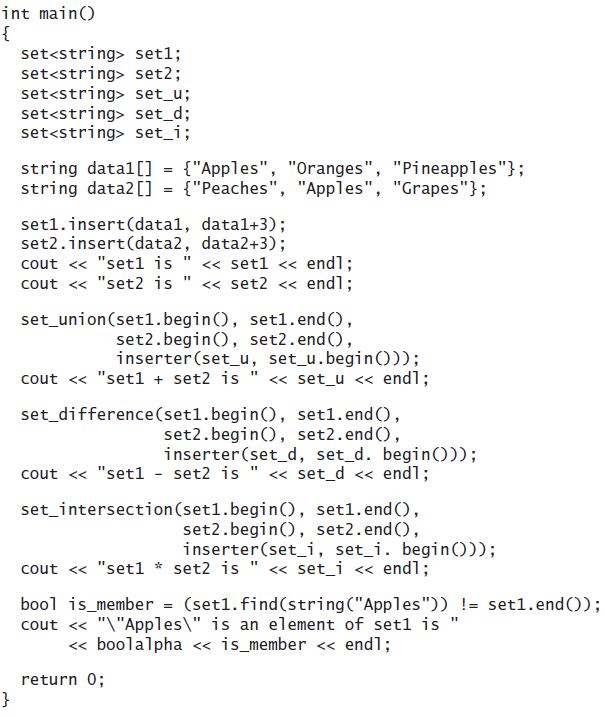 int main()
{
  set<string> set1;
  set<string> set2;
  set<string> set_u;
  set<string> set_d;
  set<string> set_i;

  string data1[] = {"Apples", "Oranges", "Pineapples"};
  string data2[] = {"Peaches", "Apples", "Grapes"};

  set1.insert(data1, data1+3);
  set2.insert(data2, data2+3);
  cout << "set1 is " << set1 << endl;
  cout << "set2 is " << set2 << endl;

  set_union(set1.begin(), set1.end(),
            set2.begin(), set2.end(),
            inserter(set_u, set_u.begin()));
  cout << "set1 + set2 is " << set_u << endl;

  set_difference(set1.begin(), set1.end(),
                 set2.begin(), set2.end(),
                 inserter(set_d, set_d. begin()));
  cout << "set1 - set2 is " << set_d << endl;

  set_intersection(set1.begin(), set1.end(),
                   set2.begin(), set2.end(),
                   inserter(set_i, set_i. begin()));
  cout << "set1 * set2 is " << set_i << endl;

  bool is_member = (set1.find(string("Apples")) != set1.end());
  cout << "\"Apples\" is an element of set1 is "
       << boolalpha << is_member << endl;

  return 0;
}